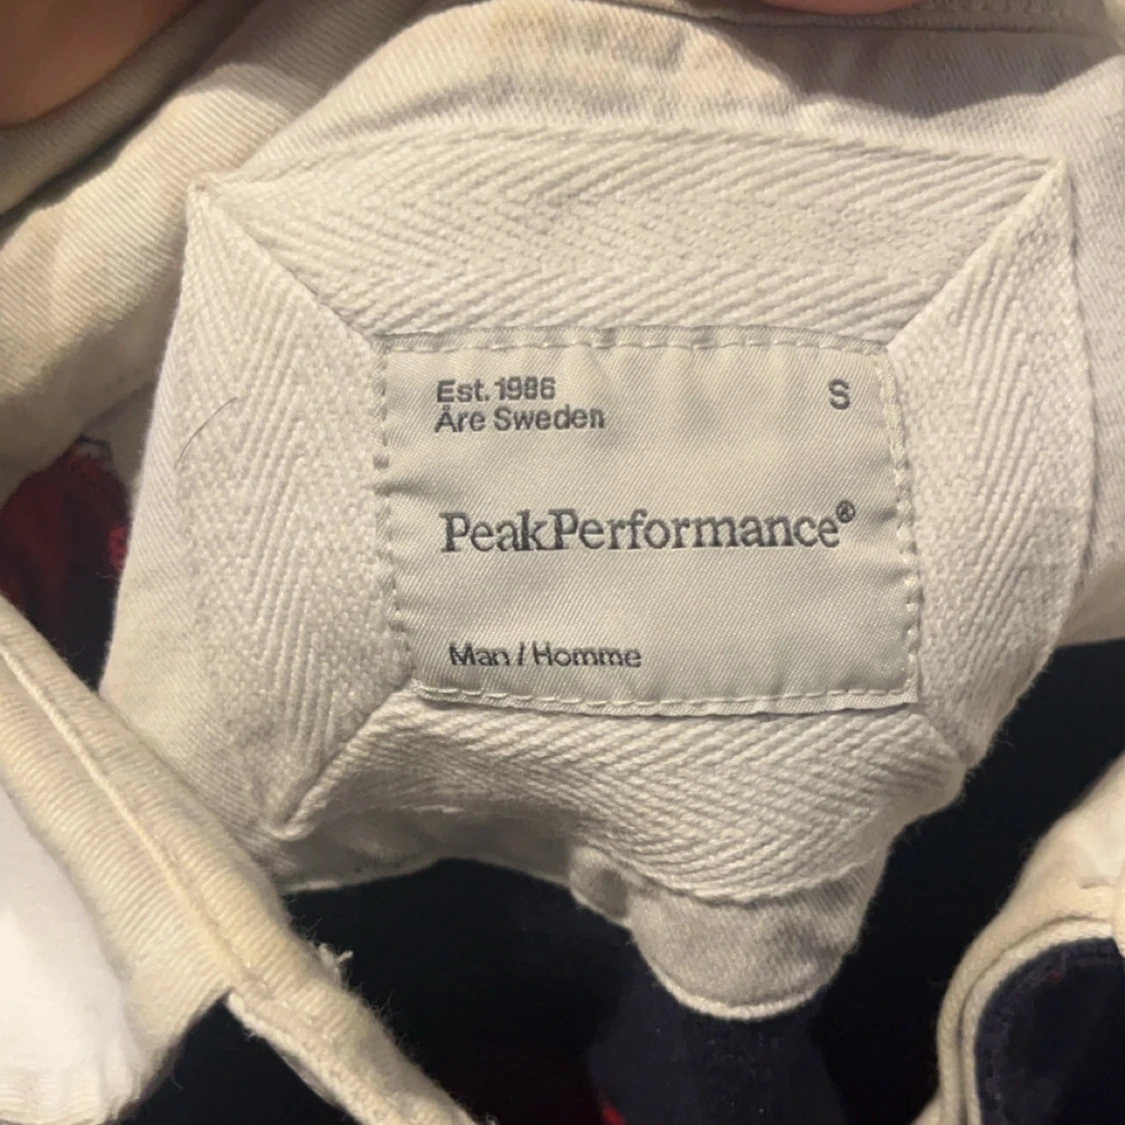 Est. 1986
Åre Sweden
S
PeakPerformance®
Man / Homme